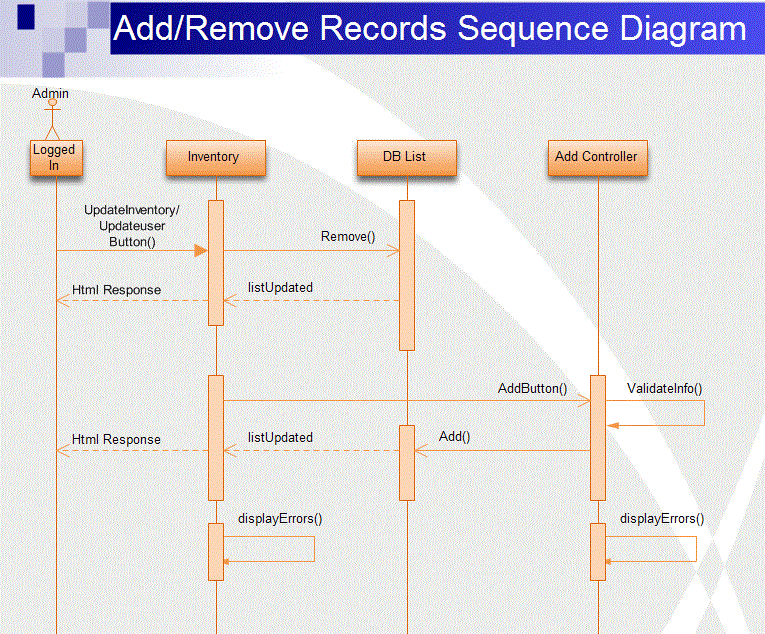 Add/Remove Records Sequence Diagram
Admin
Logged
In
Inventory
DB List
Add Controller
UpdateInventory/
Updateuser
Button()
Remove()
Html Response
listUpdated
AddButton()
ValidateInfo()
Html Response
listUpdated
Add()
displayErrors()
displayErrors()